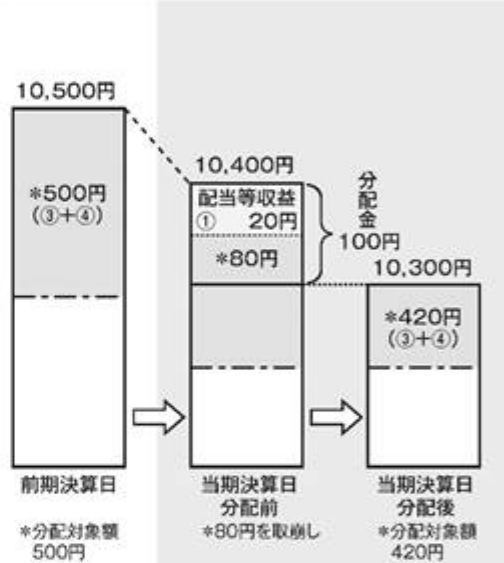 10,500円
*500円
(③+④)
前期決算日
*分配対象額
500円
10,400円
配当等収益
① 20円
*80円
分配金
100円
当期決算日
分配前
*80円を取崩し
10,300円
*420円
(③+④)
当期決算日
分配後
*分配対象額
420円